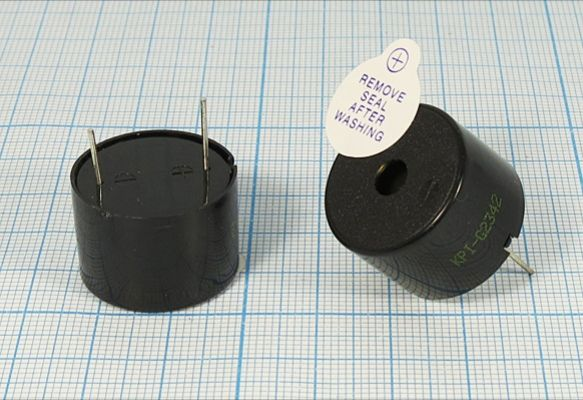 +
REMOVE
SEAL
AFTER
WASHING
KPI-G2342